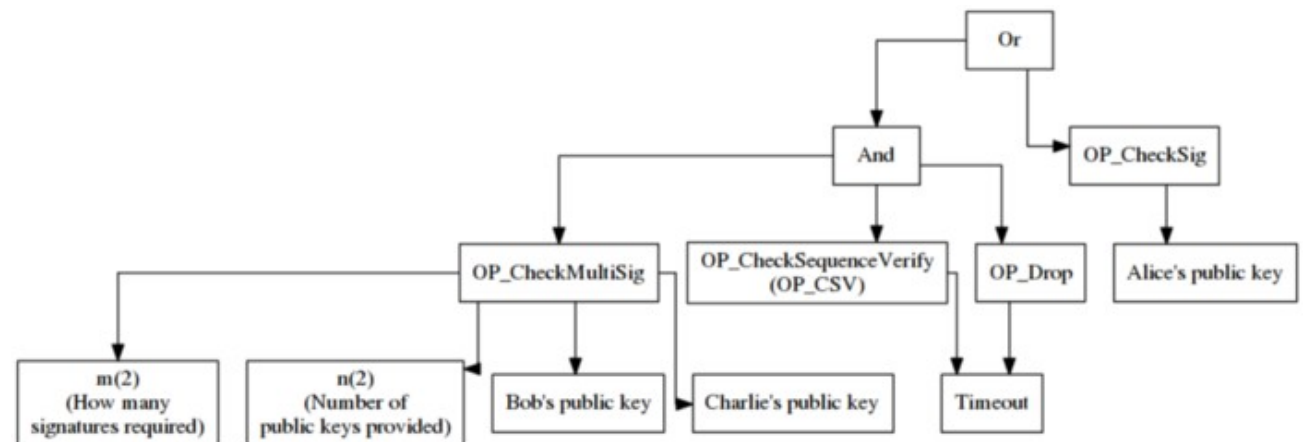 Or
And
OP_CheckSig
OP_CheckMultiSig
OP_CheckSequenceVerify
(OP_CSV)
OP_Drop
Alice's public key
m(2)
(How many
signatures required)
n(2)
(Number of
public keys provided)
Bob's public key
Charlie's public key
Timeout